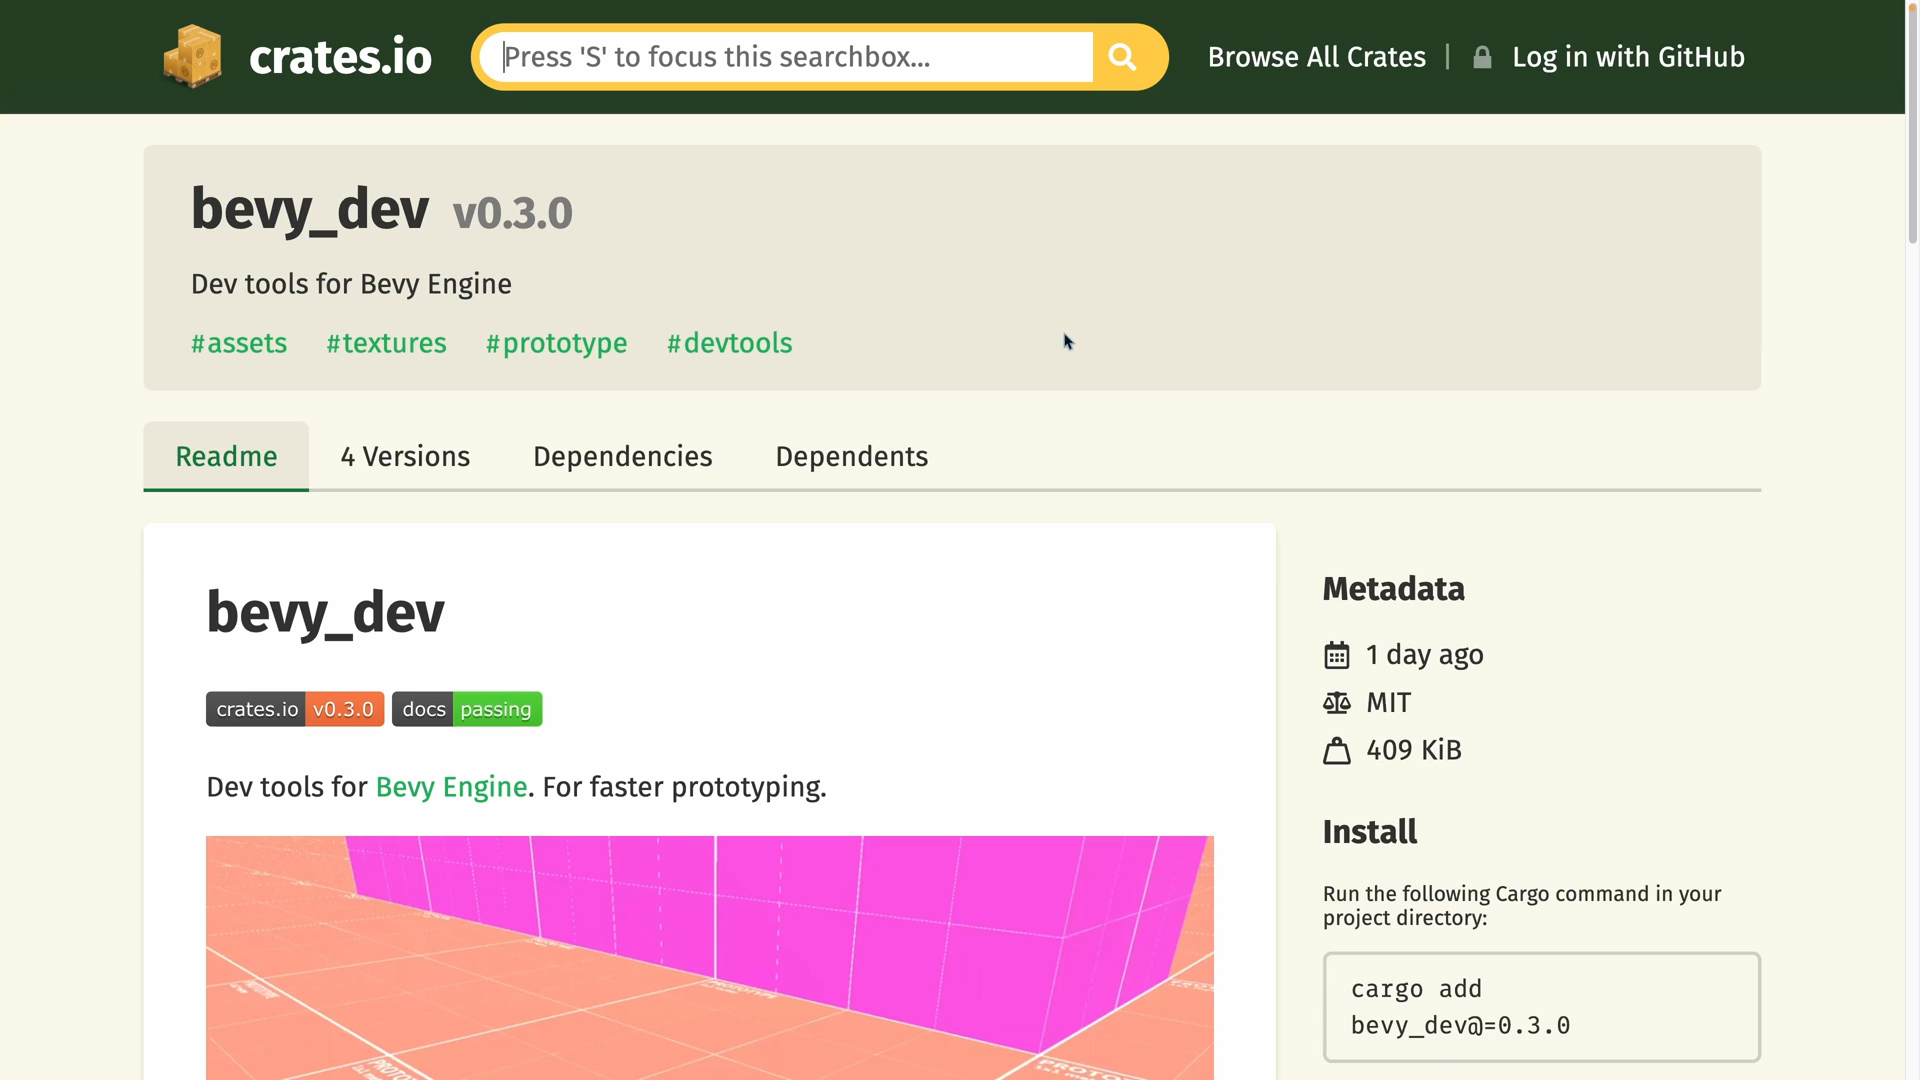 crates.io
Press 'S' to focus this searchbox...
Browse All Crates | Log in with GitHub
bevy_dev v0.3.0
Dev tools for Bevy Engine
#assets #textures #prototype #devtools
Readme 4 Versions Dependencies Dependents
bevy_dev
crates.io v0.3.0 docs passing
Dev tools for Bevy Engine. For faster prototyping.
PROTOTYPE
Metadata
1 day ago
MIT
409 KiB
Install
Run the following Cargo command in your
project directory:
cargo add
bevy_dev@=0.3.0